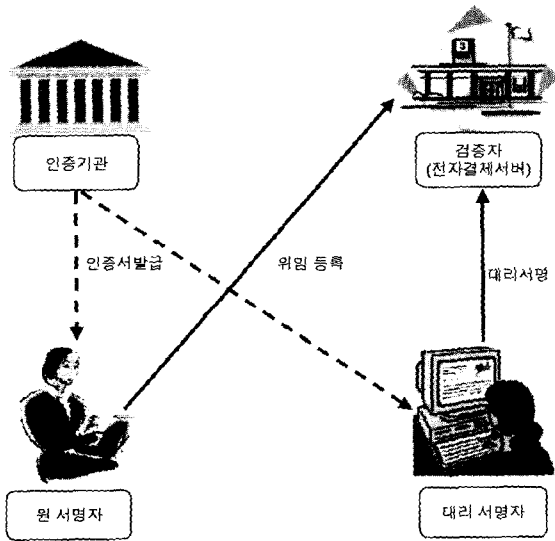 인증기관
검증자
(전자결제서버)
인증서발급
위임 등록
대리서명
원 서명자
대리 서명자